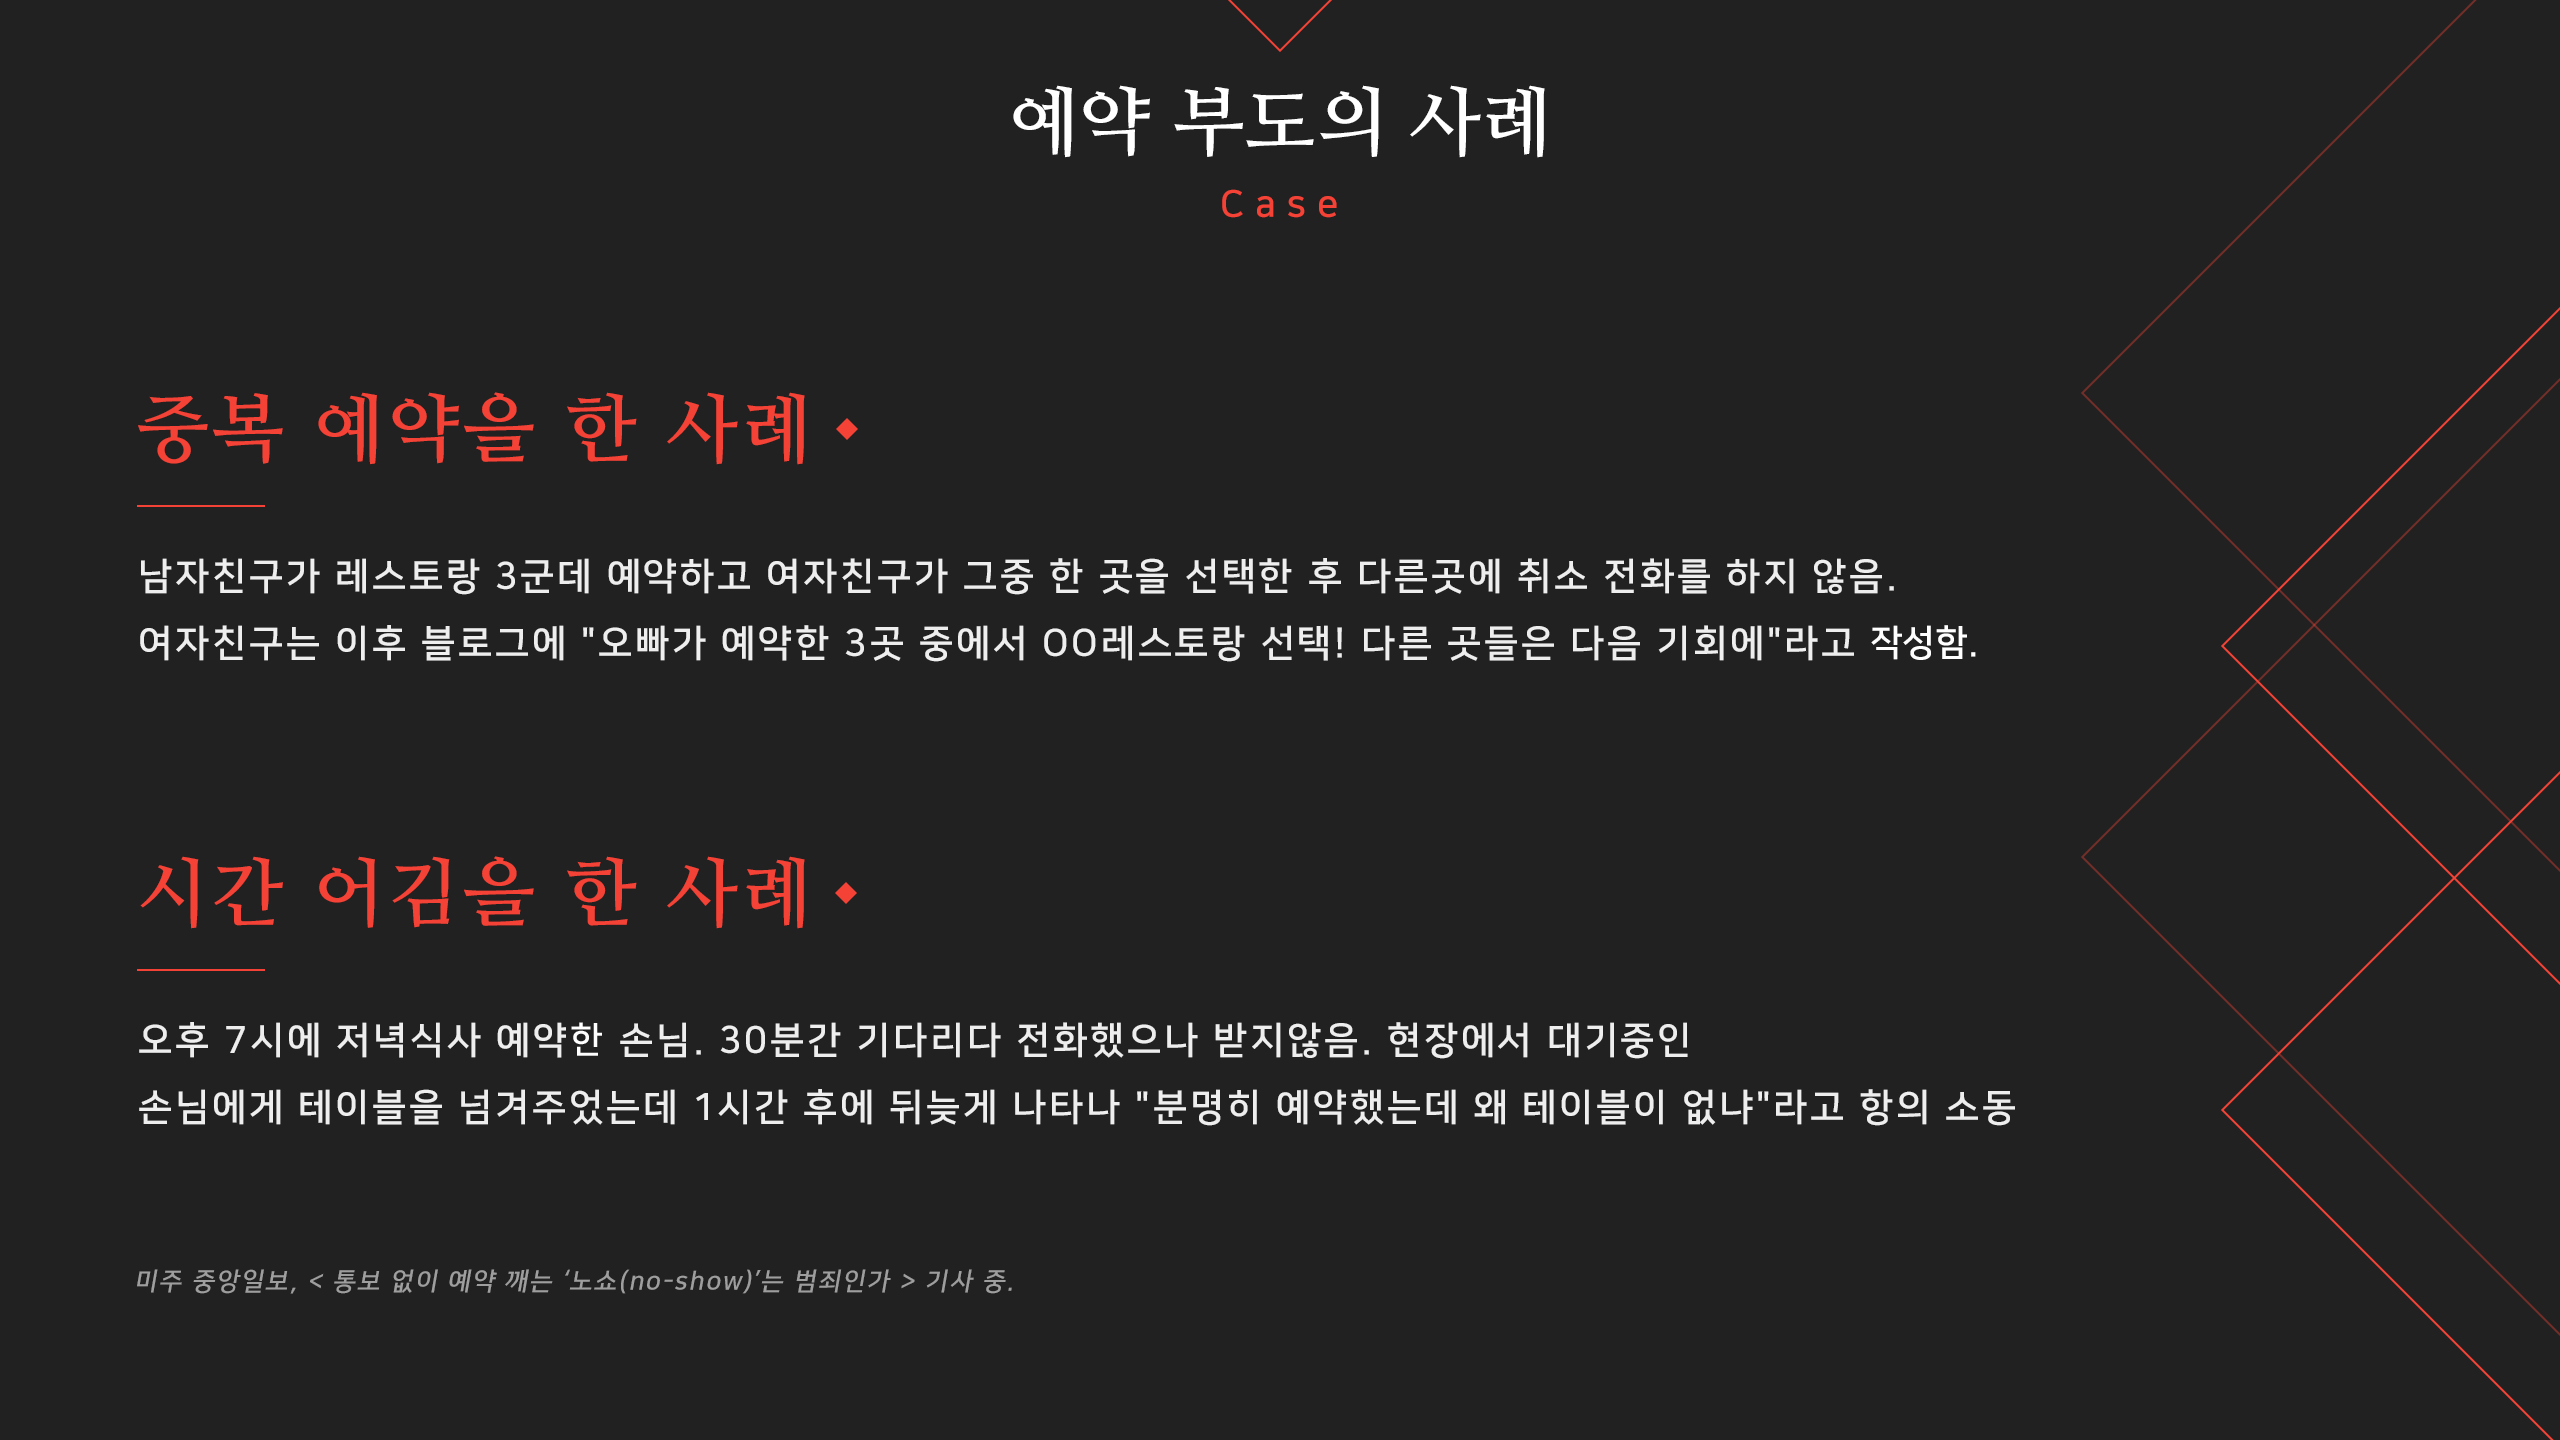 예약 부도의 사례
Case
중복 예약을 한 사례
남자친구가 레스토랑 3군데 예약하고 여자친구가 그중 한 곳을 선택한 후 다른곳에 취소 전화를 하지 않음.
여자친구는 이후 블로그에 "오빠가 예약한 3곳 중에서 OO레스토랑 선택! 다른 곳들은 다음 기회에"라고 작성함.
시간 어김을 한 사례
오후 7시에 저녁식사 예약한 손님. 30분간 기다리다 전화했으나 받지않음. 현장에서 대기중인
손님에게 테이블을 넘겨주었는데 1시간 후에 뒤늦게 나타나 "분명히 예약했는데 왜 테이블이 없냐"라고 항의 소동
미주 중앙일보, < 통보 없이 예약 깨는 ‘노쇼(no-show)’는 범죄인가 > 기사 중.